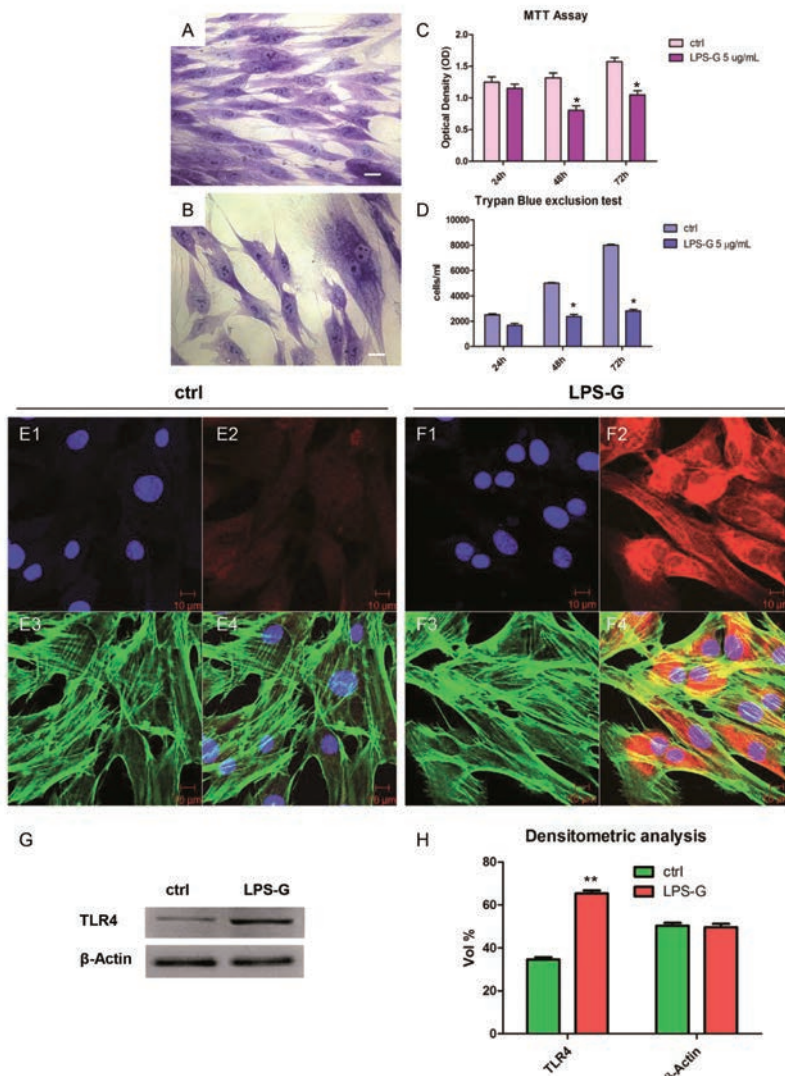 A
B
C
MTT Assay
Optical Density (OD)
2.0
1.5
1.0
0.5
0.0
*
*
24h
48h
72h
ctrl
LPS-G 5 ug/mL
D
Trypan Blue exclusion test
cells/ml
10000
8000
6000
4000
2000
0
*
*
24h
48h
72h
ctrl
LPS-G 5 µg/mL
ctrl
LPS-G
E1
E2
10 µm
10 µm
E3
E4
F1
F2
10 µm
10 µm
F3
F4
G
ctrl
LPS-G
TLR4
β-Actin
H
Densitometric analysis
Vol %
80
60
40
20
0
**
TLR4
β-Actin
ctrl
LPS-G